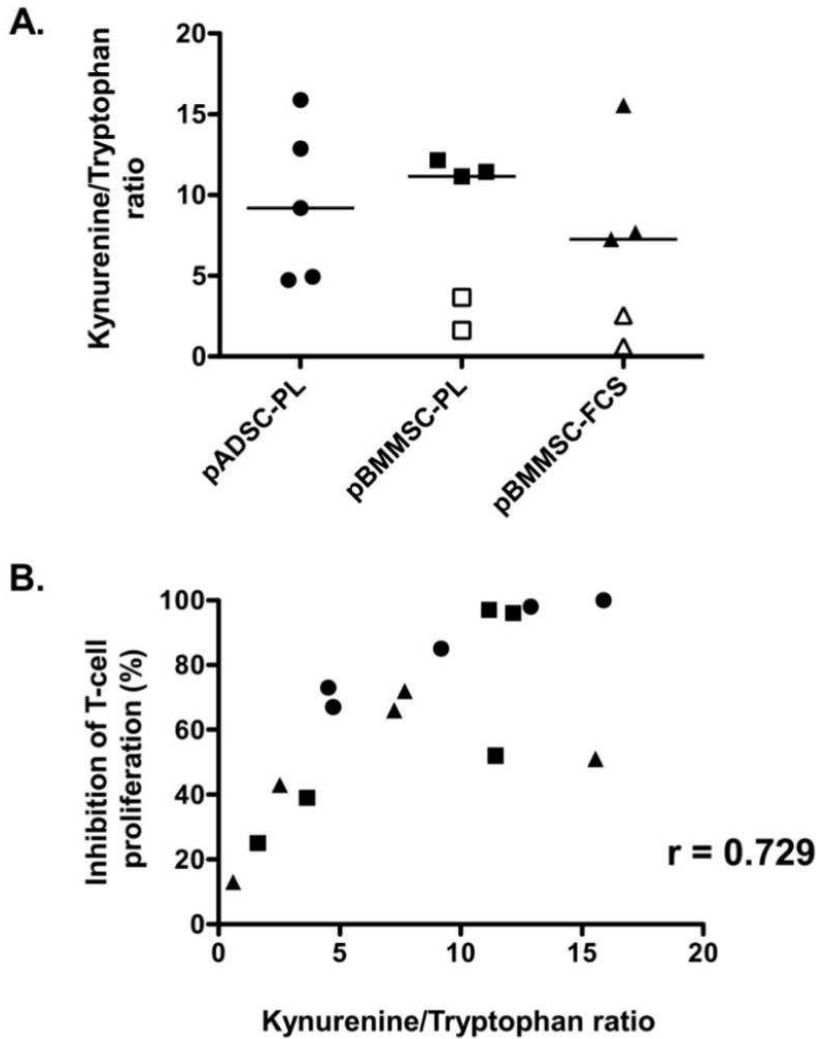 A.
Kynurenine/Tryptophan
ratio
20
15
10
5
0
pADSC-PL
pBMMSC-PL
pBMMSC-FCS
B.
Inhibition of T-cell
proliferation (%)
100
80
60
40
20
0
r = 0.729
0 5 10 15 20
Kynurenine/Tryptophan ratio